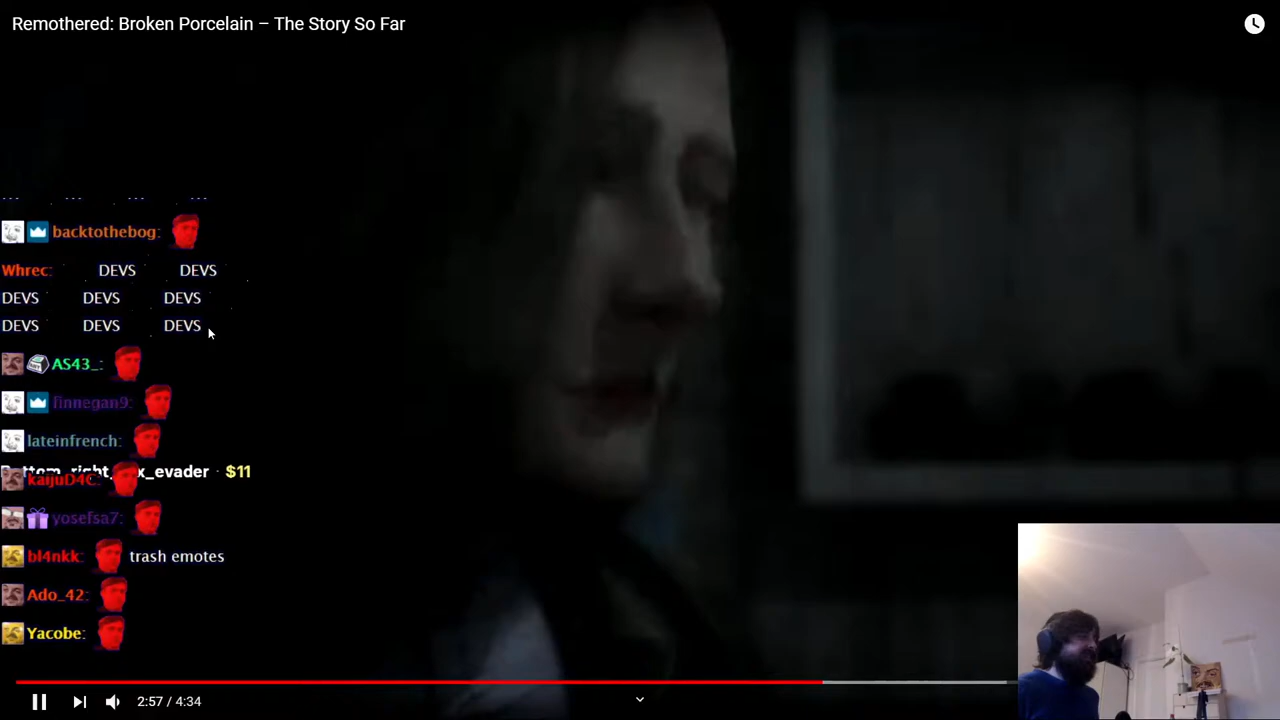 Remothered: Broken Porcelain – The Story So Far
backtothebog:
Whrec: DEVS DEVS
DEVS DEVS DEVS
DEVS DEVS DEVS
AS43_:
finnegan9:
lateinfrench:
$11
kaijuD4C:
yosefsa7:
bl4nkk: trash emotes
Ado_42:
Yacobe:
2:57 / 4:34